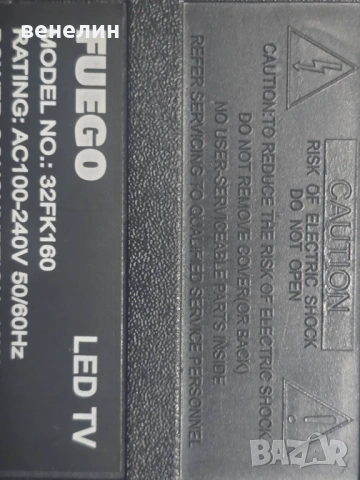 венелин
FUEGO
LED TV
MODEL NO.: 32FK160
RATING: AC100-240V 50/60Hz
CAUTION
RISK OF ELECTRIC SHOCK
DO NOT OPEN
CAUTION:TO REDUCE THE RISK OF ELECTRIC SHOCK
DO NOT REMOVE COVER(OR BACK)
NO USER-SERVICEABLE PARTS INSIDE
REFER SERVICING TO QUALIFIED SERVICE PERSONNEL
BAZAR